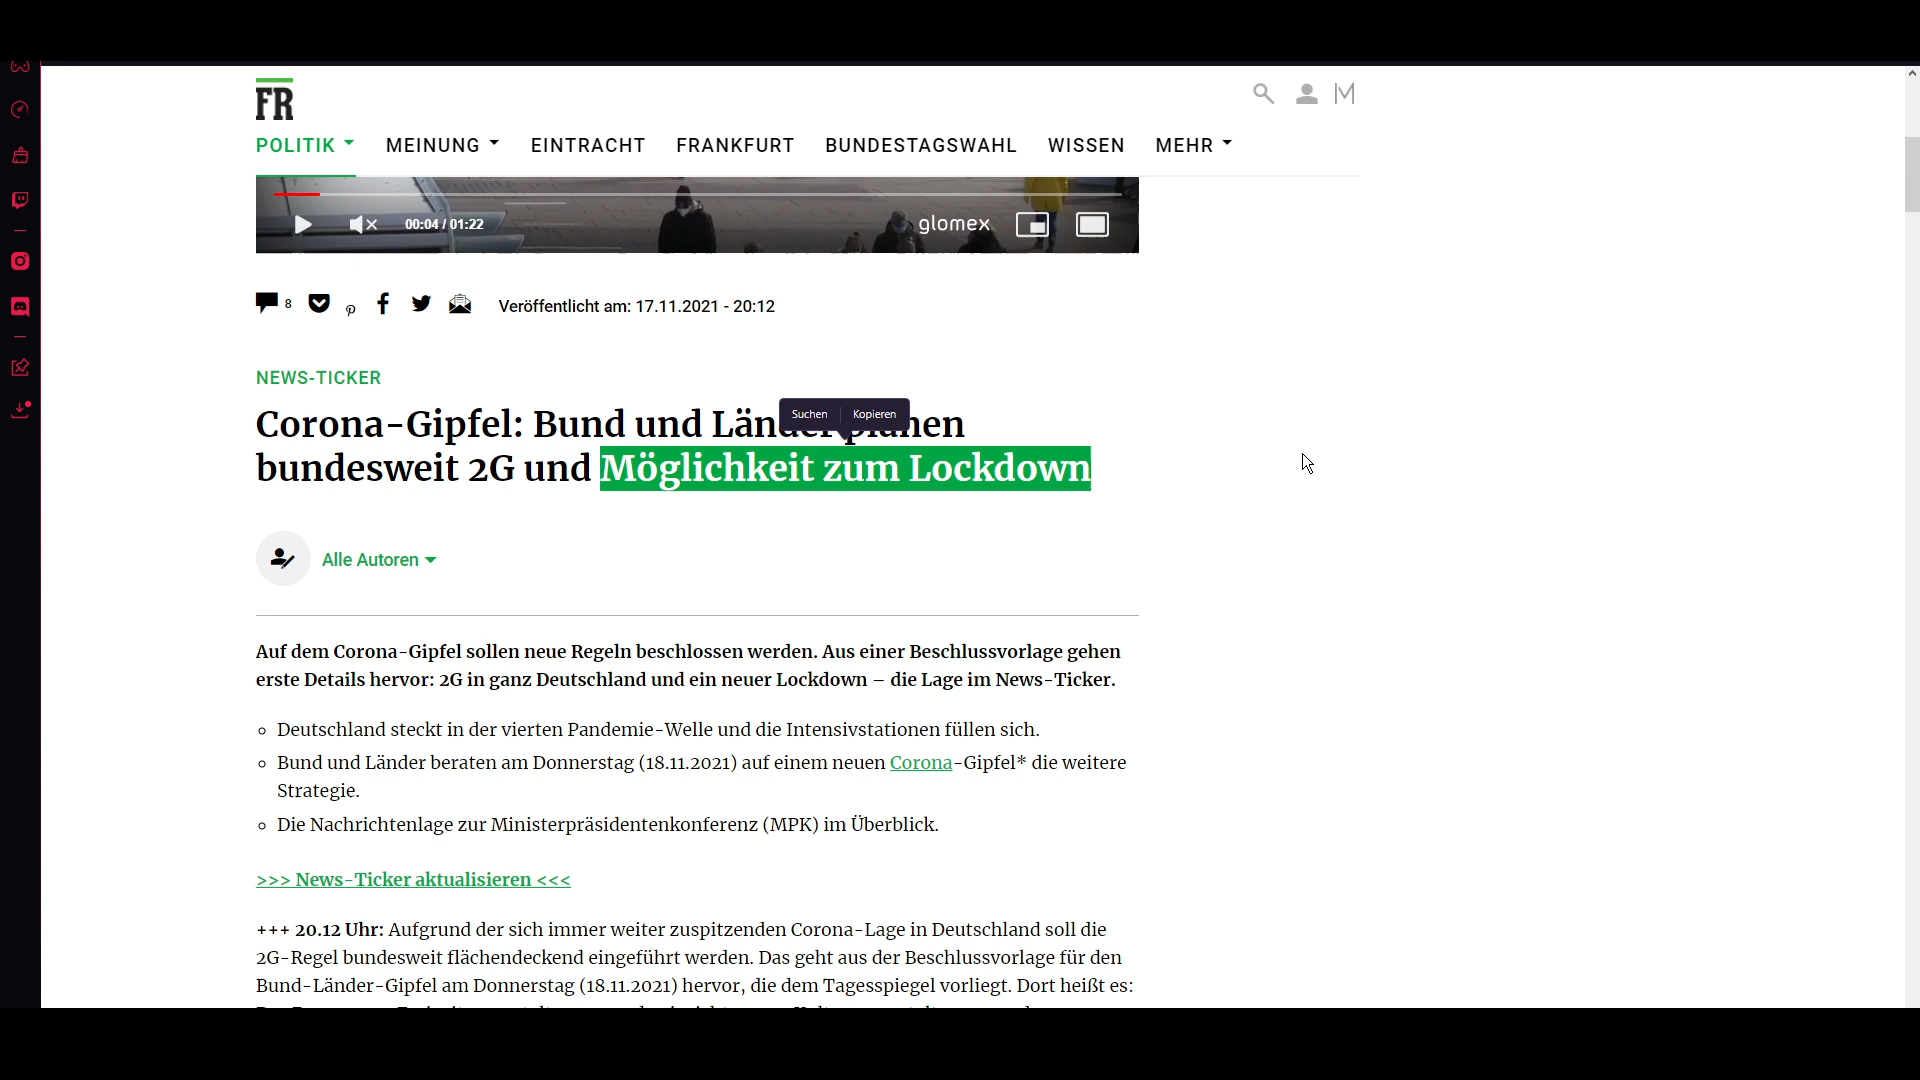 FR
POLITIK MEINUNG EINTRACHT FRANKFURT BUNDESTAGSWAHL WISSEN MEHR
00:04 / 01:22 glomex
8 Veröffentlicht am: 17.11.2021 - 20:12
NEWS-TICKER
Suchen Kopieren
Corona-Gipfel: Bund und Länder planen
bundesweit 2G und Möglichkeit zum Lockdown
Alle Autoren
Auf dem Corona-Gipfel sollen neue Regeln beschlossen werden. Aus einer Beschlussvorlage gehen
erste Details hervor: 2G in ganz Deutschland und ein neuer Lockdown – die Lage im News-Ticker.
Deutschland steckt in der vierten Pandemie-Welle und die Intensivstationen füllen sich.
Bund und Länder beraten am Donnerstag (18.11.2021) auf einem neuen Corona-Gipfel* die weitere
Strategie.
Die Nachrichtenlage zur Ministerpräsidentenkonferenz (MPK) im Überblick.
>>> News-Ticker aktualisieren <<<
+++ 20.12 Uhr: Aufgrund der sich immer weiter zuspitzenden Corona-Lage in Deutschland soll die
2G-Regel bundesweit flächendeckend eingeführt werden. Das geht aus der Beschlussvorlage für den
Bund-Länder-Gipfel am Donnerstag (18.11.2021) hervor, die dem Tagesspiegel vorliegt. Dort heißt es: